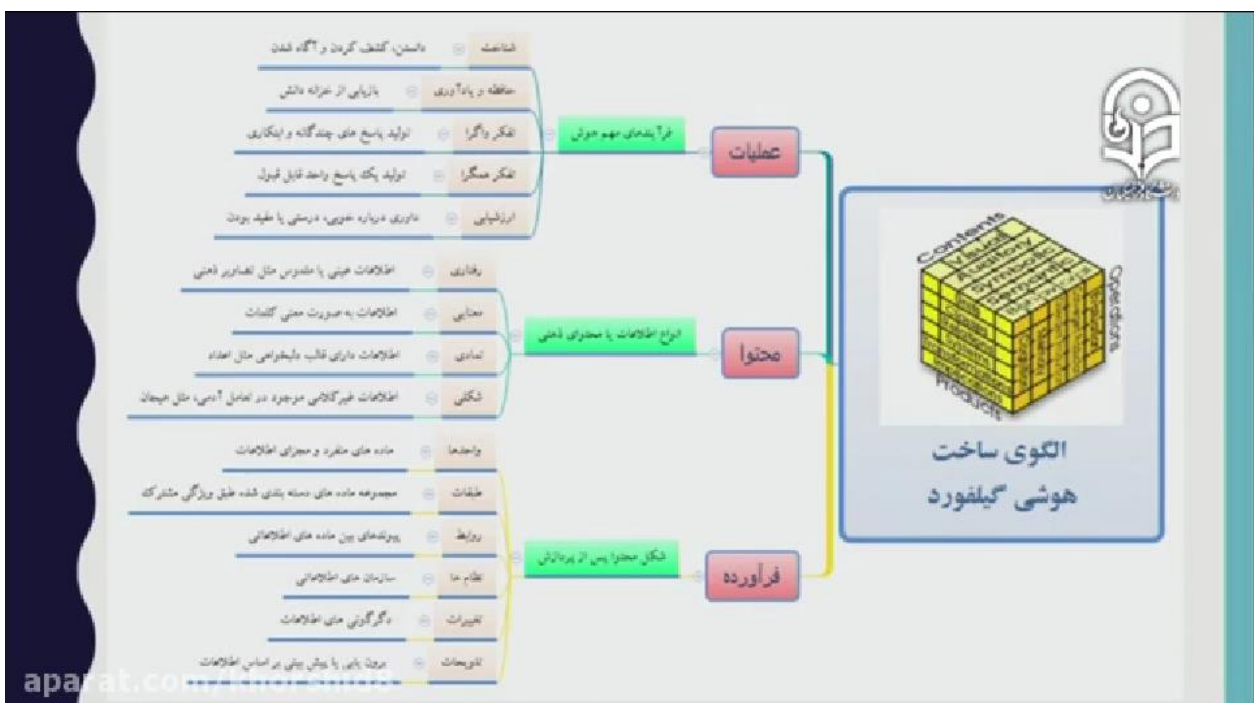 الگوی ساخت
هوشی گیلفورد
Contents
Visual
Auditory
Symbolic
Semantic
Operations
Products
عملیات
فرآیندهای مهم هوش
شناخت
دانستن، کشف کردن و آگاه شدن
حافظه و یادآوری
بازیابی از خزانه دانش
تفکر واگرا
تولید پاسخ های چندگانه و ابتکاری
تفکر همگرا
تولید یک پاسخ واحد قابل قبول
ارزشیابی
داوری درباره خوبی، درستی یا مفید بودن
محتوا
انواع اطلاعات یا محتوای ذهنی
رفتاری
اطلاعات عینی یا ملموس مثل تصاویر ذهنی
معنایی
اطلاعات به صورت معنی کلمات
نمادی
اطلاعات دارای قالب دلبخواهی مثل اعداد
شکلی
اطلاعات غیرکلامی موجود در تعامل آدمی، مثل هیجان
فرآورده
شکل محتوا پس از پردازش
واحدها
ماده های منفرد و مجزای اطلاعات
طبقات
مجموعه ماده های دسته بندی شده طبق ویژگی مشترک
روابط
پیوندهای بین ماده های اطلاعاتی
نظام ها
سازمان های اطلاعاتی
تغییرات
دگرگونی های اطلاعات
تلویحات
برون یابی یا پیش بینی بر اساس اطلاعات
aparat.com/khorshid8